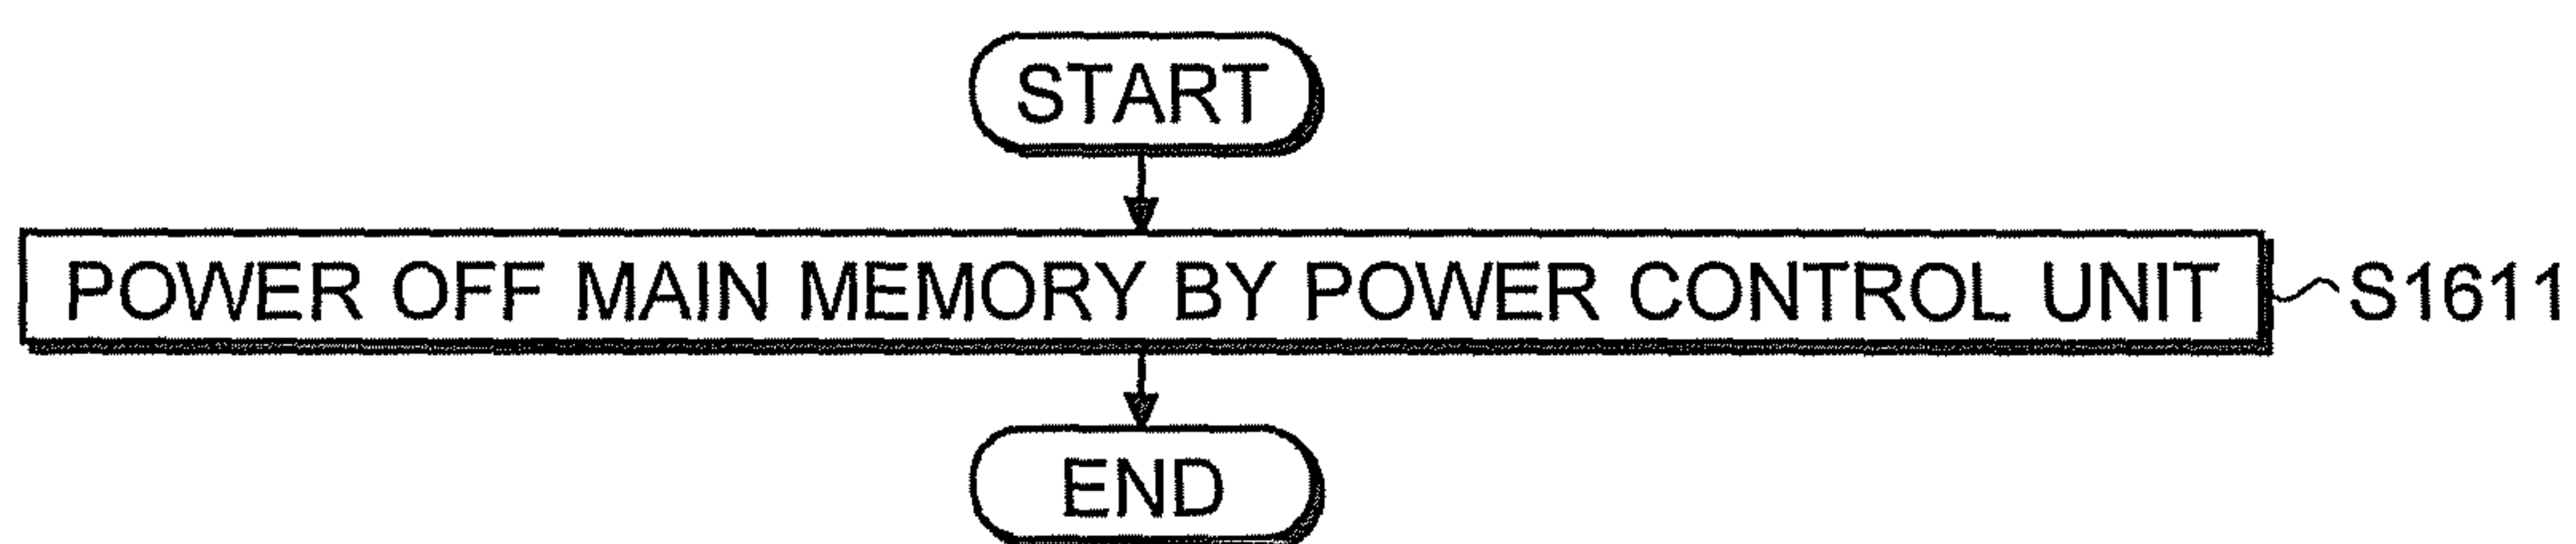 START
POWER OFF MAIN MEMORY BY POWER CONTROL UNIT S1611
END